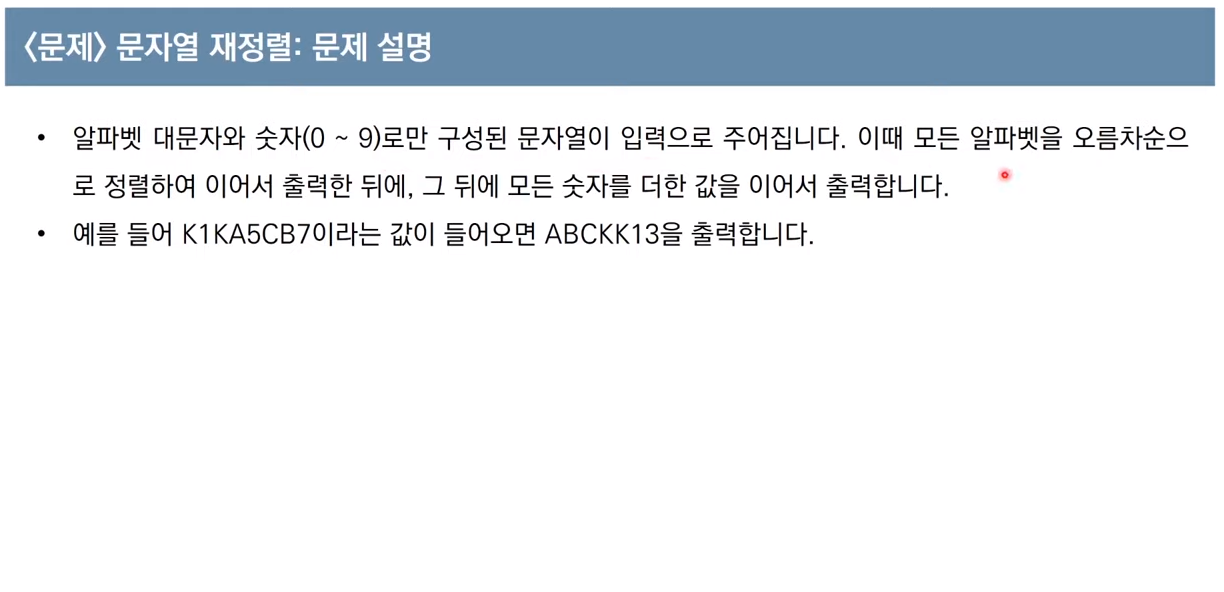 〈문제〉 문자열 재정렬: 문제 설명
• 알파벳 대문자와 숫자(0 ~ 9)로만 구성된 문자열이 입력으로 주어집니다. 이때 모든 알파벳을 오름차순으
로 정렬하여 이어서 출력한 뒤에, 그 뒤에 모든 숫자를 더한 값을 이어서 출력합니다.
• 예를 들어 K1KA5CB7이라는 값이 들어오면 ABCKK13을 출력합니다.